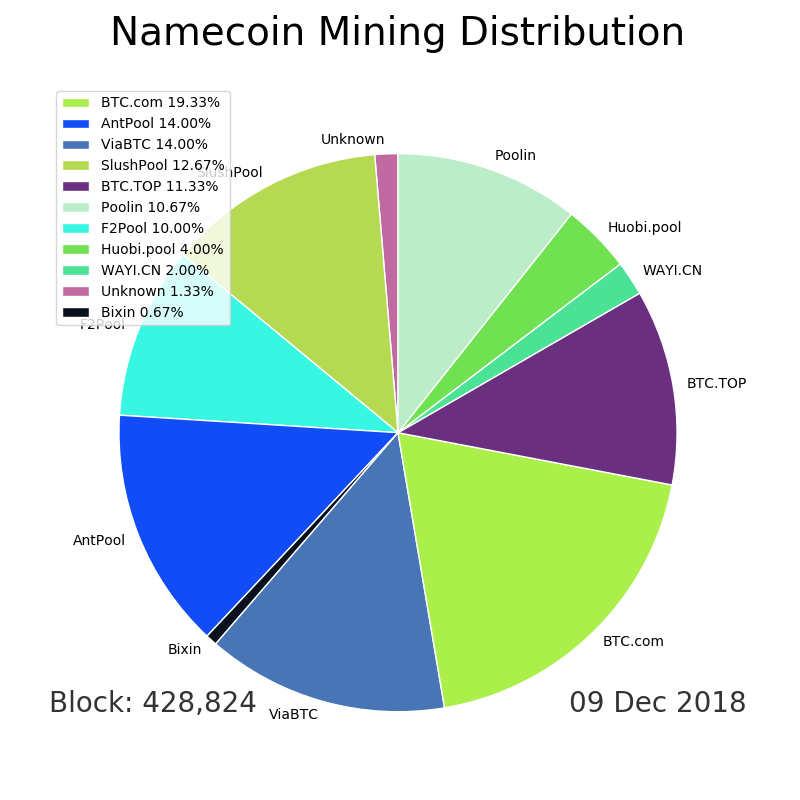 Namecoin Mining Distribution
BTC.com 19.33%
AntPool 14.00%
ViaBTC 14.00%
SlushPool 12.67%
BTC.TOP 11.33%
Poolin 10.67%
F2Pool 10.00%
Huobi.pool 4.00%
WAYI.CN 2.00%
Unknown 1.33%
Bixin 0.67%
Unknown
Poolin
SlushPool
Huobi.pool
WAYI.CN
F2Pool
BTC.TOP
AntPool
BTC.com
Bixin
ViaBTC
Block: 428,824
09 Dec 2018